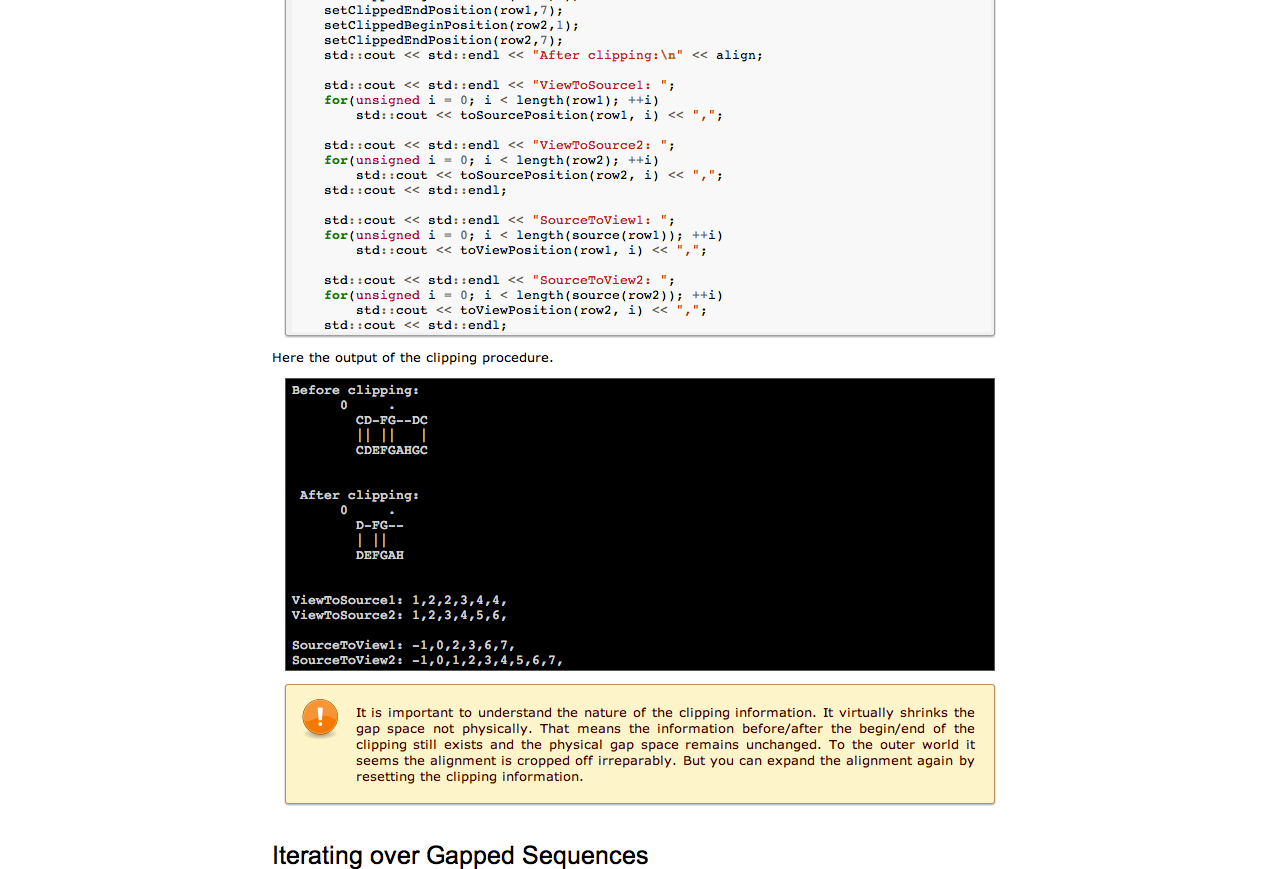 setClippedEndPosition(row1,7);
setClippedBeginPosition(row2,1);
setClippedEndPosition(row2,7);
std::cout << std::endl << "After clipping:\n" << align;

std::cout << std::endl << "ViewToSource1: ";
for(unsigned i = 0; i < length(row1); ++i)
    std::cout << toSourcePosition(row1, i) << ",";

std::cout << std::endl << "ViewToSource2: ";
for(unsigned i = 0; i < length(row2); ++i)
    std::cout << toSourcePosition(row2, i) << ",";
std::cout << std::endl;

std::cout << std::endl << "SourceToView1: ";
for(unsigned i = 0; i < length(source(row1)); ++i)
    std::cout << toViewPosition(row1, i) << ",";

std::cout << std::endl << "SourceToView2: ";
for(unsigned i = 0; i < length(source(row2)); ++i)
    std::cout << toViewPosition(row2, i) << ",";
std::cout << std::endl;
Here the output of the clipping procedure.
Before clipping:
      0     .
        CD-FG--DC
        || ||   |
        CDEFGAHGC

 After clipping:
      0     .
        D-FG--
        | ||
        DEFGAH

ViewToSource1: 1,2,2,3,4,4,
ViewToSource2: 1,2,3,4,5,6,

SourceToView1: -1,0,2,3,6,7,
SourceToView2: -1,0,1,2,3,4,5,6,7,
It is important to understand the nature of the clipping information. It virtually shrinks the
gap space not physically. That means the information before/after the begin/end of the
clipping still exists and the physical gap space remains unchanged. To the outer world it
seems the alignment is cropped off irreparably. But you can expand the alignment again by
resetting the clipping information.
Iterating over Gapped Sequences